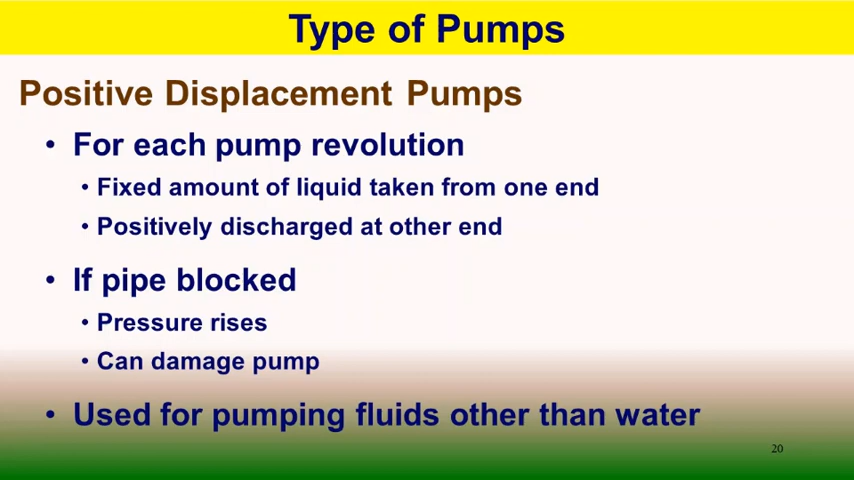 Type of Pumps
Positive Displacement Pumps
• For each pump revolution
• Fixed amount of liquid taken from one end
• Positively discharged at other end
• If pipe blocked
• Pressure rises
• Can damage pump
• Used for pumping fluids other than water
20